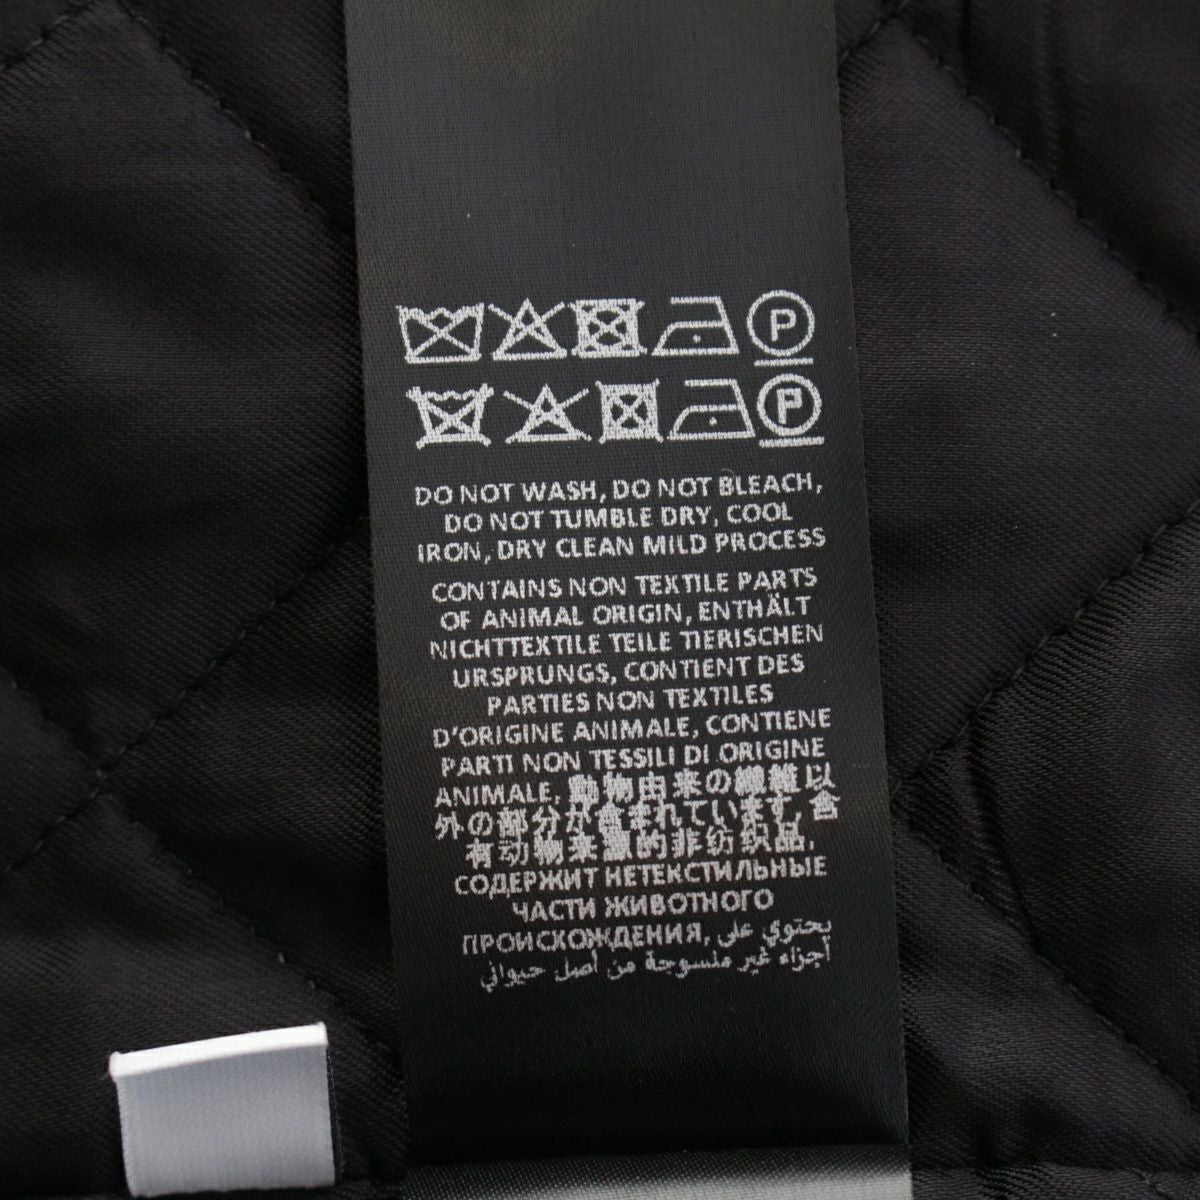 P
P
DO NOT WASH, DO NOT BLEACH,
DO NOT TUMBLE DRY, COOL
IRON, DRY CLEAN MILD PROCESS
CONTAINS NON TEXTILE PARTS
OF ANIMAL ORIGIN, ENTHÄLT
NICHTTEXTILE TEILE TIERISCHEN
URSPRUNGS, CONTIENT DES
PARTIES NON TEXTILES
D'ORIGINE ANIMALE, CONTIENE
PARTI NON TESSILI DI ORIGINE
ANIMALE, 動物由来の繊維以
外の部分が含まれています, 含
有动物来源的非纺织品,
СОДЕРЖИТ НЕТЕКСТИЛЬНЫЕ
ЧАСТИ ЖИВОТНОГО
ПРОИСХОЖДЕНИЯ, يحتوي على
أجزاء غير منسوجة من أصل حيواني